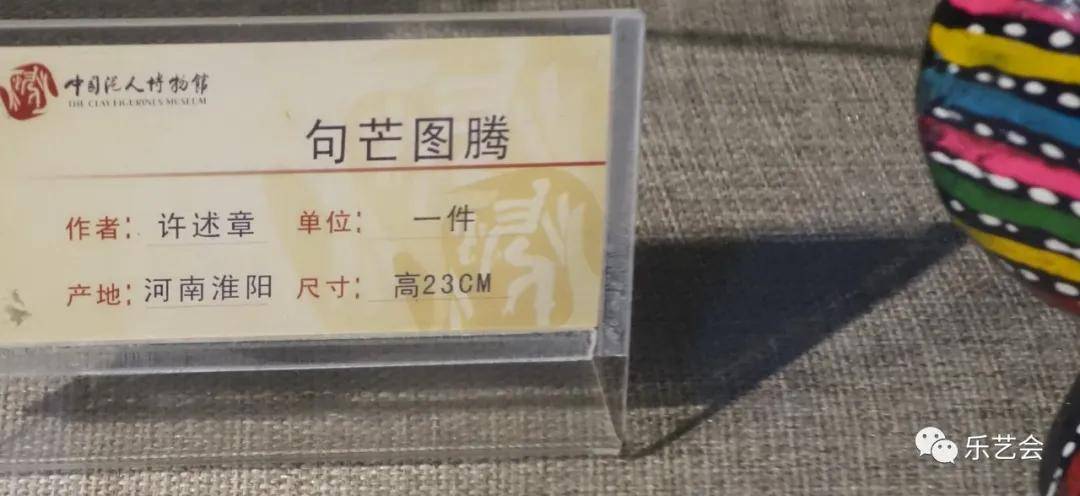 中国泥人博物馆
THE CLAY FIGURINES MUSEUM
句芒图腾
作者：许述章 单位：一件
产地：河南淮阳 尺寸：高23CM
乐艺会